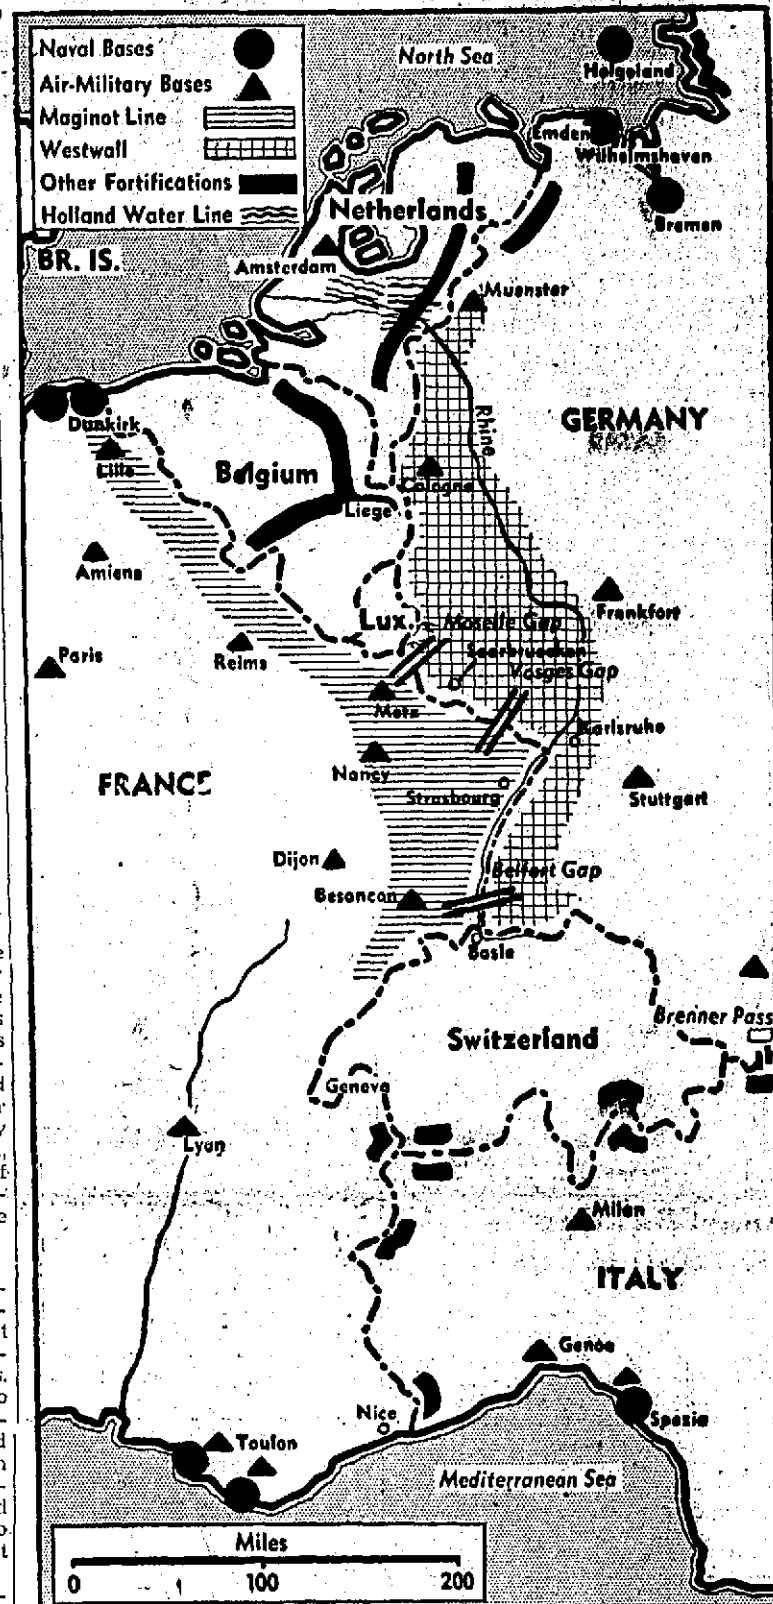 Naval Bases
Air-Military Bases
Maginot Line
Westwall
Other Fortifications
Holland Water Line
North Sea
Helgoland
Emden
Wilhelmshaven
Bremen
Netherlands
BR. IS.
Amsterdam
Muenster
Rhine
GERMANY
Dunkirk
Lille
Belgium
Cologne
Liege
Amiens
Frankfort
Lux.
Moselle Gap
Paris
Reims
Saarbruecken
Vosges Gap
Metz
Karlsruhe
Nancy
FRANCE
Strasbourg
Stuttgart
Dijon
Belfort Gap
Besancon
Basle
Brenner Pass
Switzerland
Geneva
Lyon
Milan
ITALY
Genoa
Spezia
Nice
Toulon
Mediterranean Sea
Miles
0 100 200